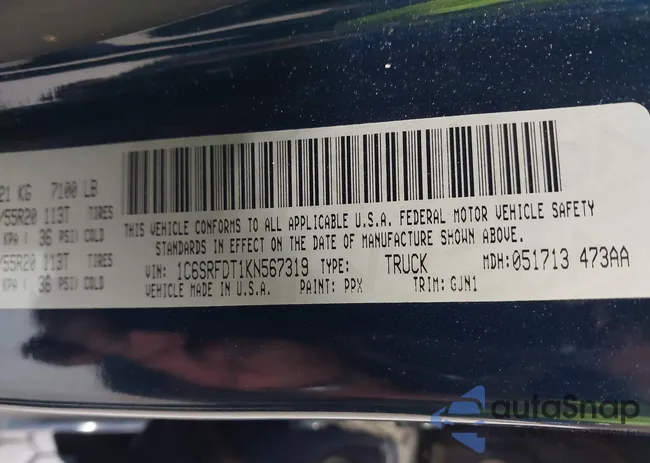 21 KG 7100 LB
/55R20 113T TIRES
KPA ( 36 PSI) COLD
/55R20 113T TIRES
KPA ( 36 PSI) COLD
THIS VEHICLE CONFORMS TO ALL APPLICABLE U.S.A. FEDERAL MOTOR VEHICLE SAFETY
STANDARDS IN EFFECT ON THE DATE OF MANUFACTURE SHOWN ABOVE.
VIN: 1C6SRFDT1KN567319 TYPE: TRUCK MDH:051713 473AA
VEHICLE MADE IN U.S.A. PAINT: PPX TRIM: GJN1
autoSnap